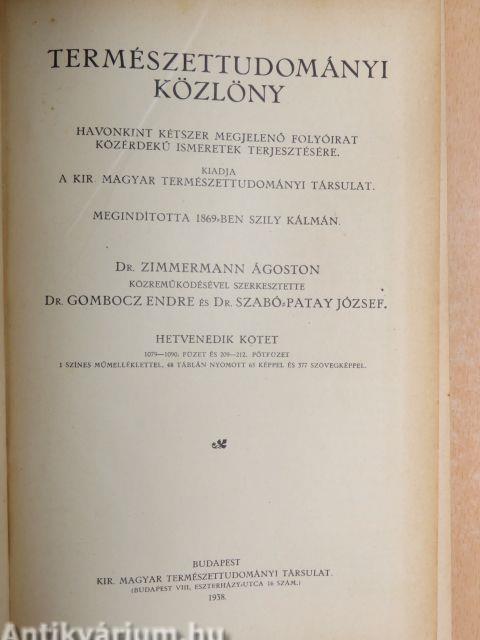 TERMÉSZETTUDOMÁNYI
KÖZLÖNY
HAVONKINT KÉTSZER MEGJELENŐ FOLYÓIRAT
KÖZÉRDEKŰ ISMERETEK TERJESZTÉSÉRE.
KIADJA
A KIR. MAGYAR TERMÉSZETTUDOMÁNYI TÁRSULAT.
MEGINDÍTOTTA 1869-BEN SZILY KÁLMÁN.
DR. ZIMMERMANN ÁGOSTON
KÖZREMŰKÖDÉSÉVEL SZERKESZTETTE
DR. GOMBOCZ ENDRE ÉS DR. SZABÓ-PATAY JÓZSEF.
HETVENEDIK KÖTET
1079—1090. FÜZET ÉS 209—212. PÓTFÜZET
1 SZÍNES MŰMELLÉKLETTEL, 48 TÁBLÁN NYOMOTT 63 KÉPPEL ÉS 377 SZÖVEGKÉPPEL.
BUDAPEST
KIR. MAGYAR TERMÉSZETTUDOMÁNYI TÁRSULAT.
(BUDAPEST VIII, ESZTERHÁZY-UTCA 16 SZÁM.)
1938.
Antikvárium.hu